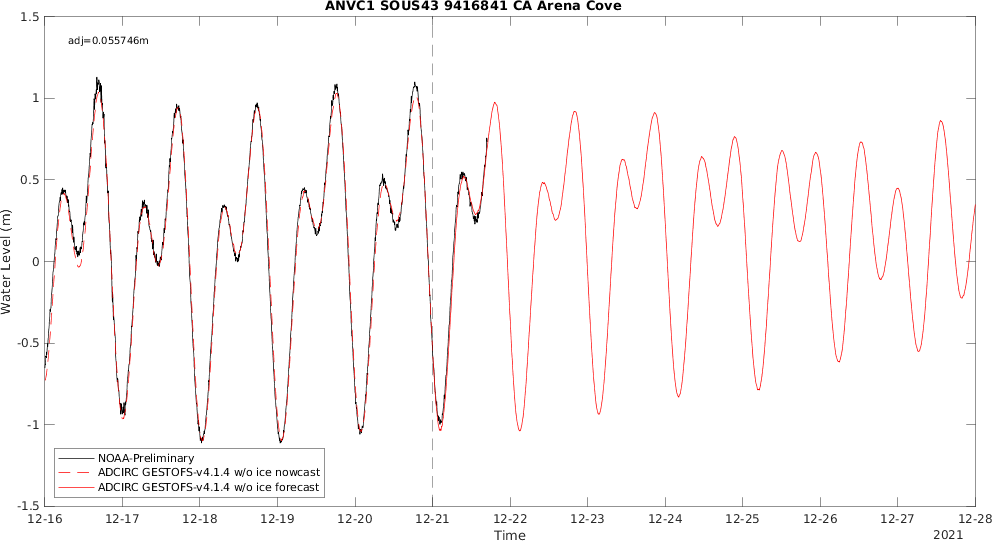 ANVC1 SOUS43 9416841 CA Arena Cove
adj=0.055746m
1.5
1
0.5
0
-0.5
-1
-1.5
Water Level (m)
NOAA-Preliminary
ADCIRC GESTOFS-v4.1.4 w/o ice nowcast
ADCIRC GESTOFS-v4.1.4 w/o ice forecast
12-16 12-17 12-18 12-19 12-20 12-21 12-22 12-23 12-24 12-25 12-26 12-27 12-28
Time
2021